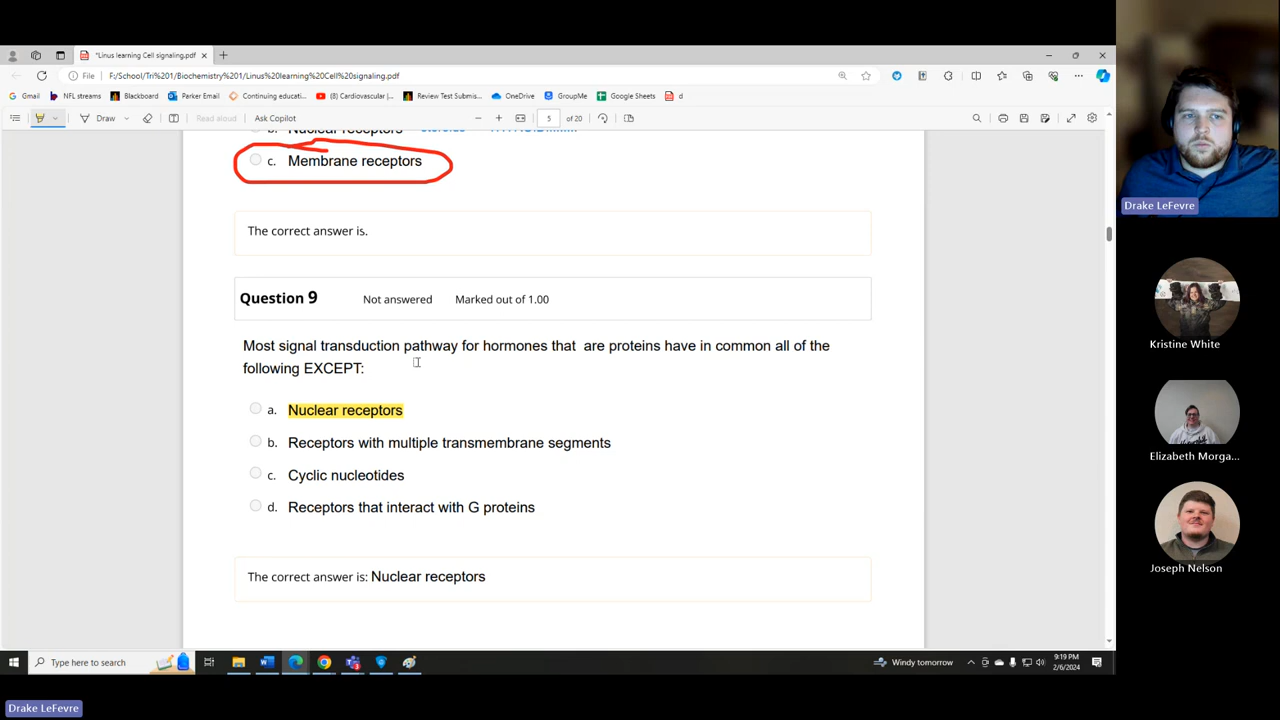 *Linus learning Cell signaling.pdf
File
F:/School/Tri%201/Biochemistry%201/Linus%20learning%20Cell%20signaling.pdf
Gmail NFL streams Blackboard Parker Email Continuing educati... (8) Cardiovascular |... Review Test Submis... OneDrive GroupMe Google Sheets d
Draw Read aloud Ask Copilot 5 of 20
Nuclear receptors
c. Membrane receptors
The correct answer is.
Question 9 Not answered Marked out of 1.00
Most signal transduction pathway for hormones that are proteins have in common all of the
following EXCEPT:
a. Nuclear receptors
b. Receptors with multiple transmembrane segments
c. Cyclic nucleotides
d. Receptors that interact with G proteins
The correct answer is: Nuclear receptors
Type here to search
Windy tomorrow
9:19 PM
2/6/2024
Drake LeFevre
Kristine White
Elizabeth Morga...
Joseph Nelson
Drake LeFevre